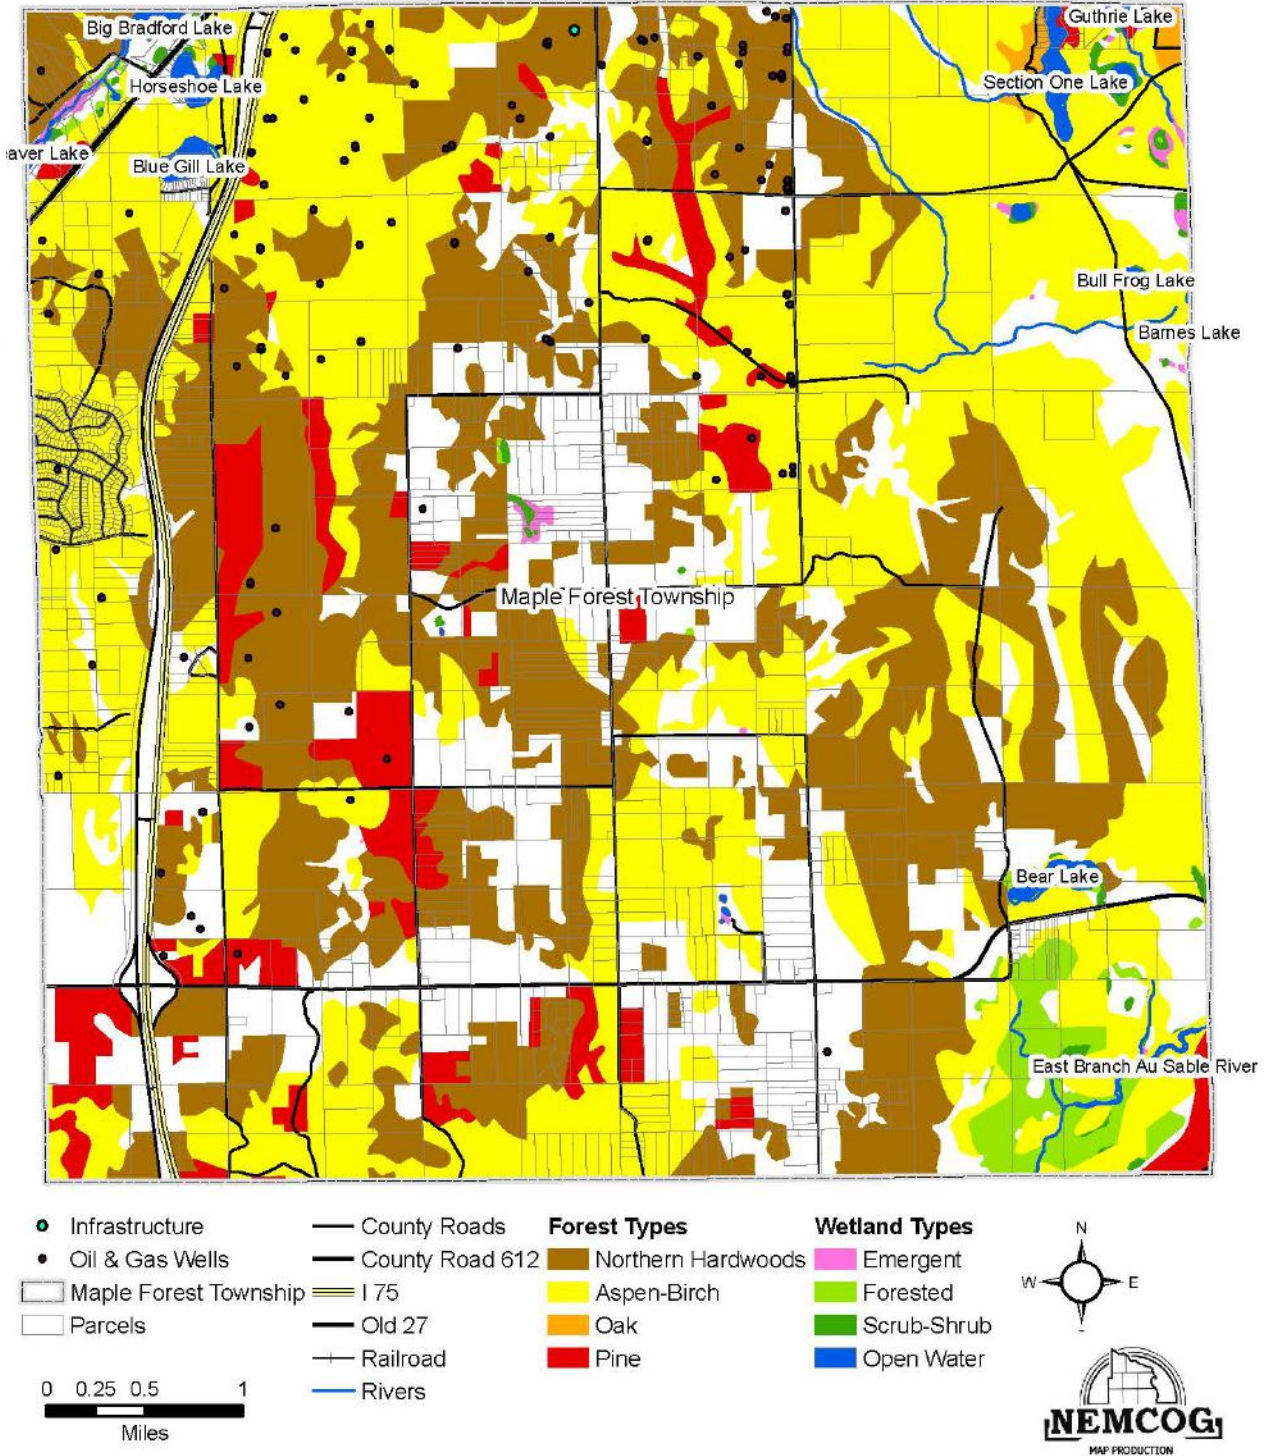 Big Bradford Lake
Guthrie Lake
Horseshoe Lake
Section One Lake
eaver Lake
Blue Gill Lake
Bull Frog Lake
Barnes Lake
Maple Forest Township
Bear Lake
East Branch Au Sable River
Infrastructure
Oil & Gas Wells
Maple Forest Township
Parcels
County Roads
County Road 612
I 75
Old 27
Railroad
Rivers
Forest Types
Northern Hardwoods
Aspen-Birch
Oak
Pine
Wetland Types
Emergent
Forested
Scrub-Shrub
Open Water
N
W E
0 0.25 0.5 1
Miles
NEMCOG
MAP PRODUCTION